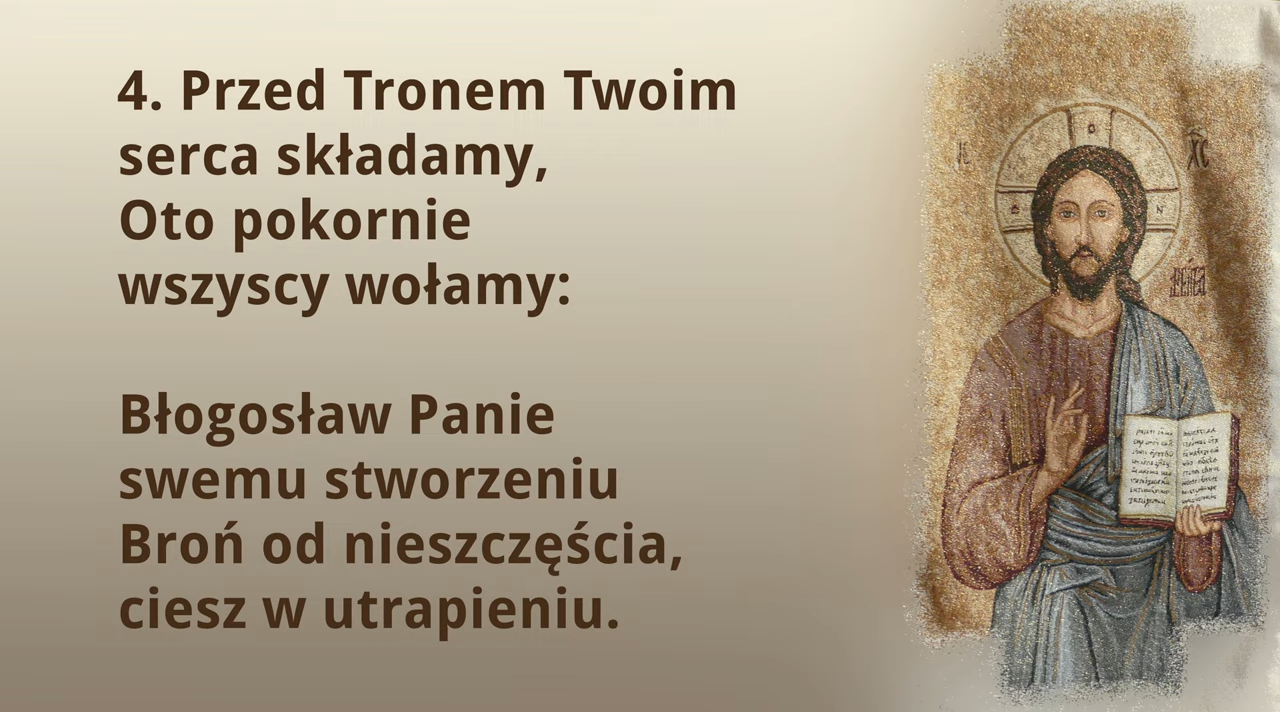 4. Przed Tronem Twoim
serca składamy,
Oto pokornie
wszyscy wołamy:
Błogosław Panie
swemu stworzeniu
Broń od nieszczęścia,
ciesz w utrapieniu.